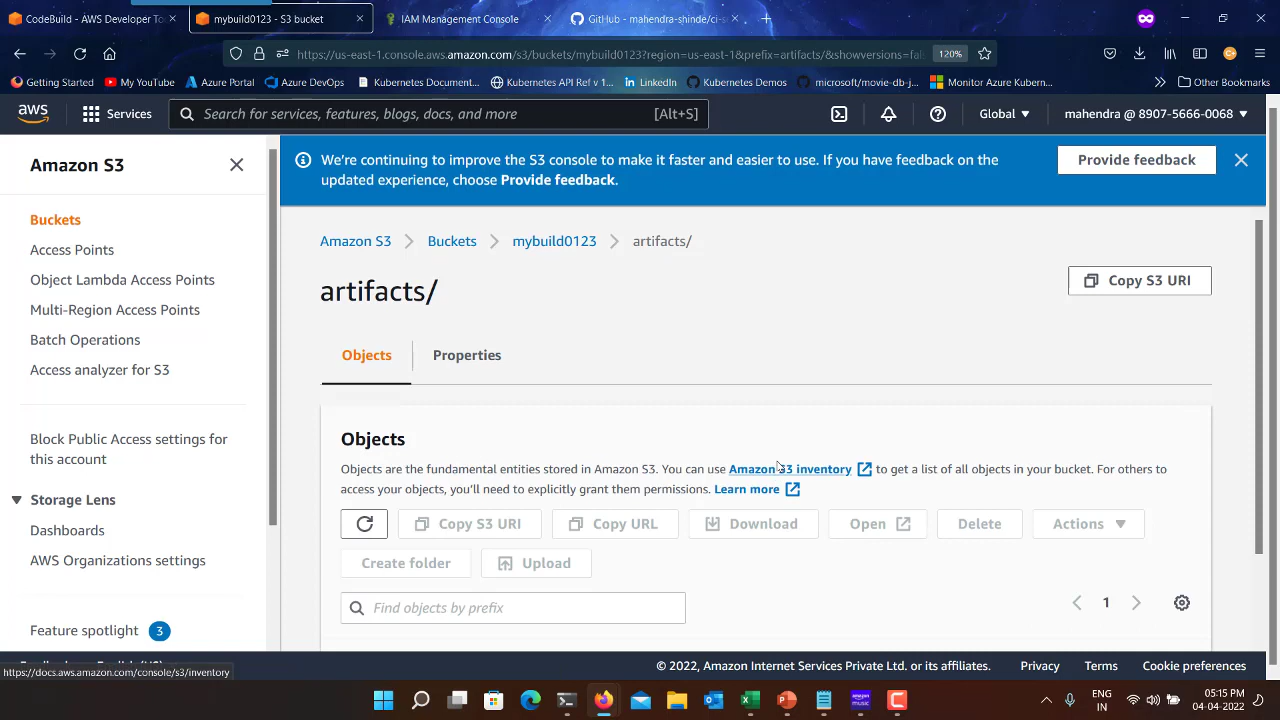 CodeBuild - AWS Developer To
mybuild0123 - S3 bucket
IAM Management Console
GitHub - mahendra-shinde/ci-s
https://us-east-1.console.aws.amazon.com/s3/buckets/mybuild0123?region=us-east-1&prefix=artifacts/&showversions=fals
120%
Getting Started
My YouTube
Azure Portal
Azure DevOps
Kubernetes Document...
Kubernetes API Ref v 1...
LinkedIn
Kubernetes Demos
microsoft/movie-db-j...
Monitor Azure Kubern...
Other Bookmarks
aws
Services
Search for services, features, blogs, docs, and more
[Alt+S]
Global
mahendra @ 8907-5666-0068
Amazon S3
Buckets
Access Points
Object Lambda Access Points
Multi-Region Access Points
Batch Operations
Access analyzer for S3
Block Public Access settings for
this account
Storage Lens
Dashboards
AWS Organizations settings
Feature spotlight
3
We're continuing to improve the S3 console to make it faster and easier to use. If you have feedback on the
updated experience, choose Provide feedback.
Provide feedback
Amazon S3
Buckets
mybuild0123
artifacts/
artifacts/
Copy S3 URI
Objects
Properties
Objects
Objects are the fundamental entities stored in Amazon S3. You can use Amazon S3 inventory to get a list of all objects in your bucket. For others to
access your objects, you'll need to explicitly grant them permissions. Learn more
Copy S3 URI
Copy URL
Download
Open
Delete
Actions
Create folder
Upload
Find objects by prefix
1
https://docs.aws.amazon.com/console/s3/inventory
© 2022, Amazon Internet Services Private Ltd. or its affiliates.
Privacy
Terms
Cookie preferences
amazon music
ENG
IN
05:15 PM
04-04-2022